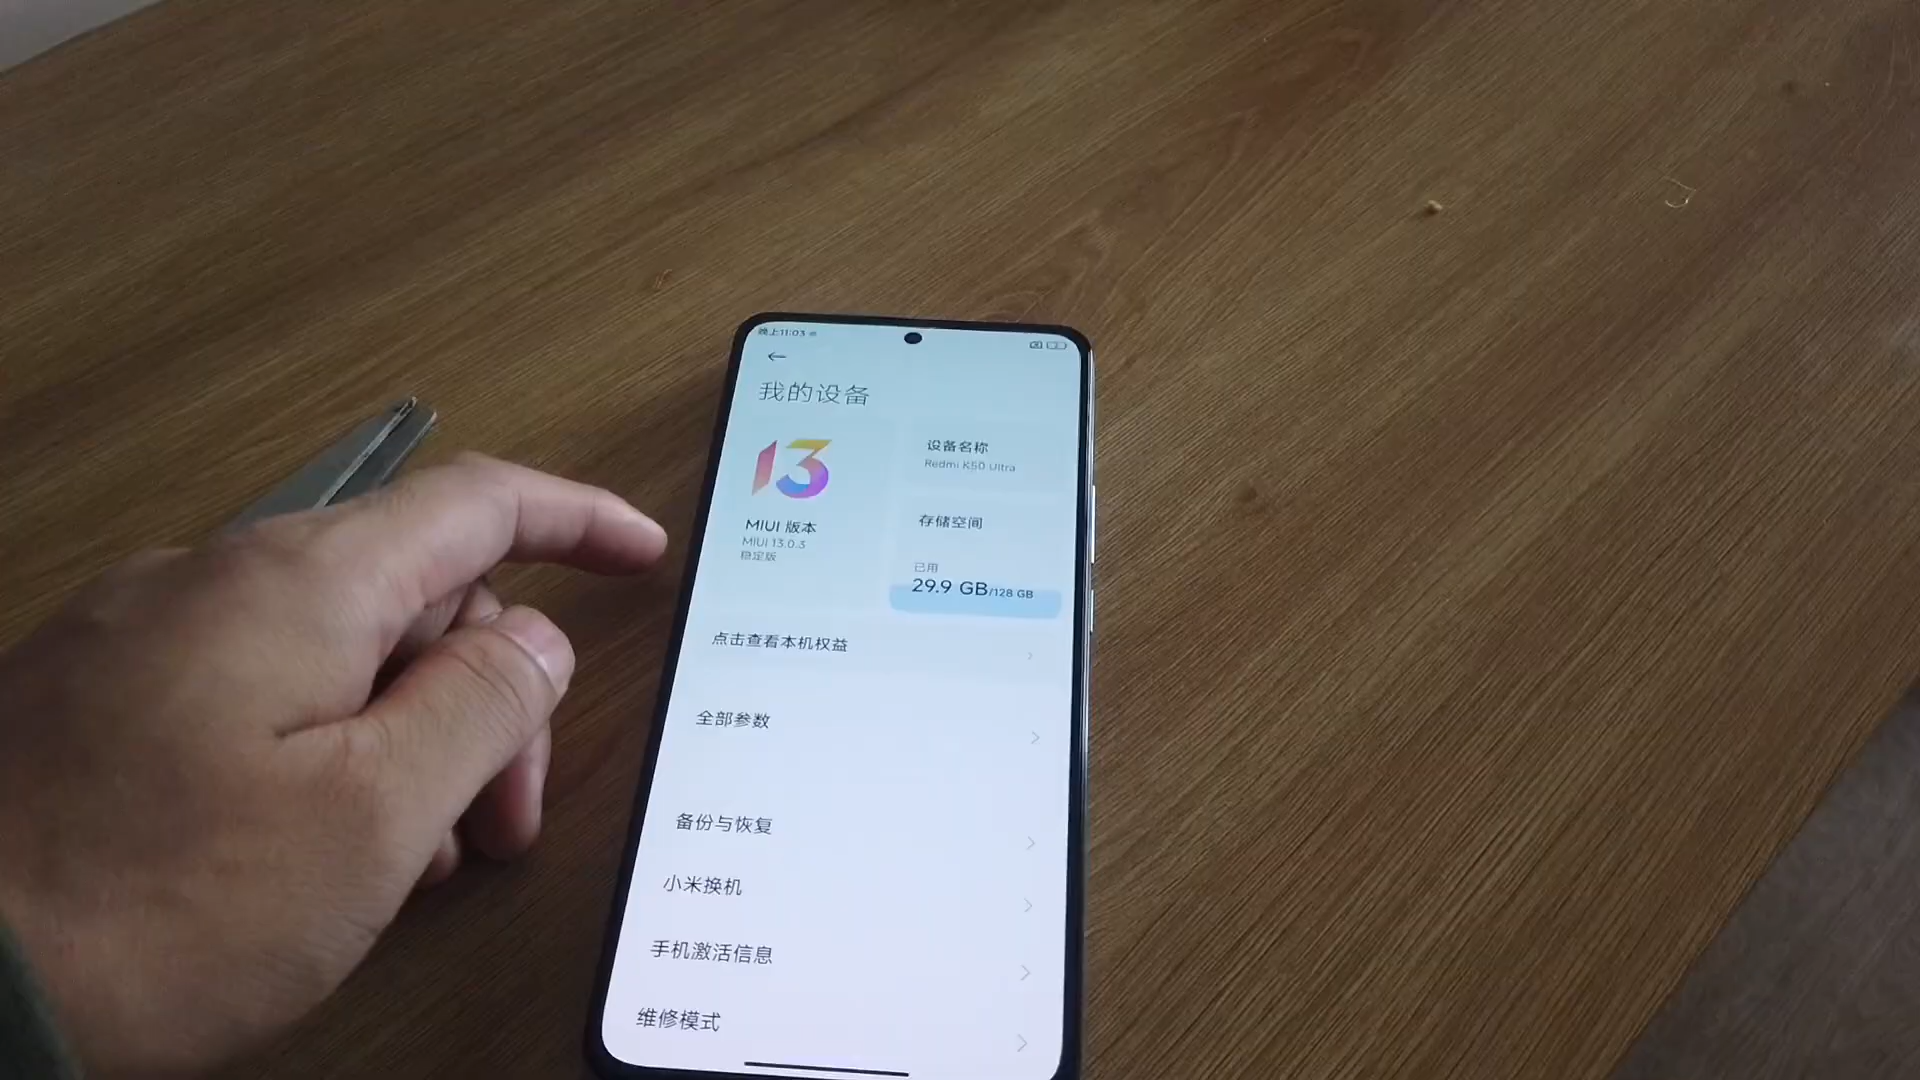 晚上11:03
我的设备
13
设备名称
Redmi K50 Ultra
MIUI 版本
MIUI 13.0.3
稳定版
存储空间
已用
29.9 GB/128 GB
点击查看本机权益
全部参数
备份与恢复
小米换机
手机激活信息
维修模式